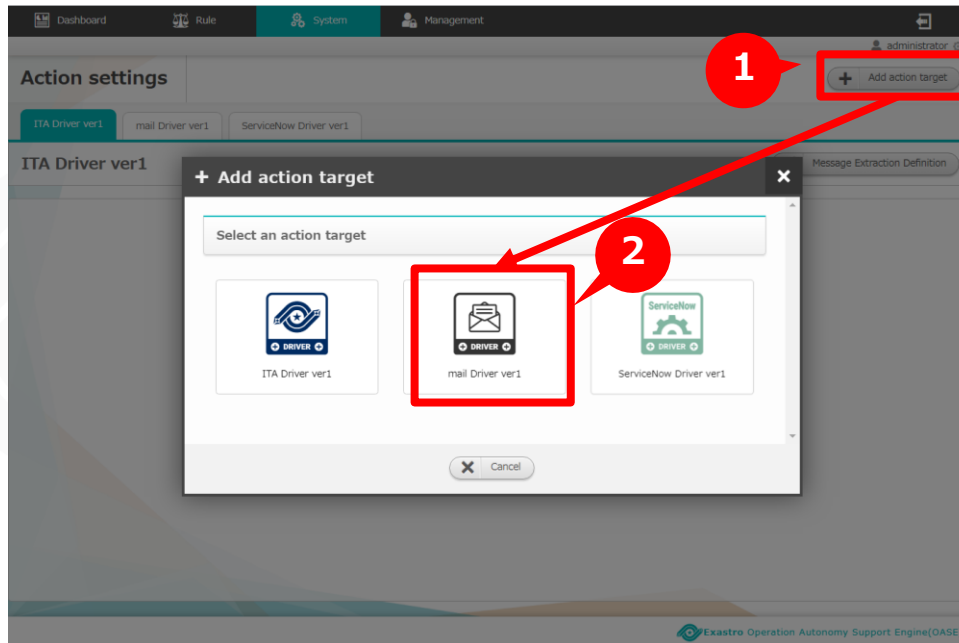 Dashboard Rule System Management
administrator
Action settings
1
Add action target
ITA Driver ver1 mail Driver ver1 ServiceNow Driver ver1
ITA Driver ver1
Message Extraction Definition
+ Add action target ×
Select an action target
2
ServiceNow
DRIVER
DRIVER
DRIVER
ITA Driver ver1 mail Driver ver1 ServiceNow Driver ver1
Cancel
Exastro Operation Autonomy Support Engine(OASE